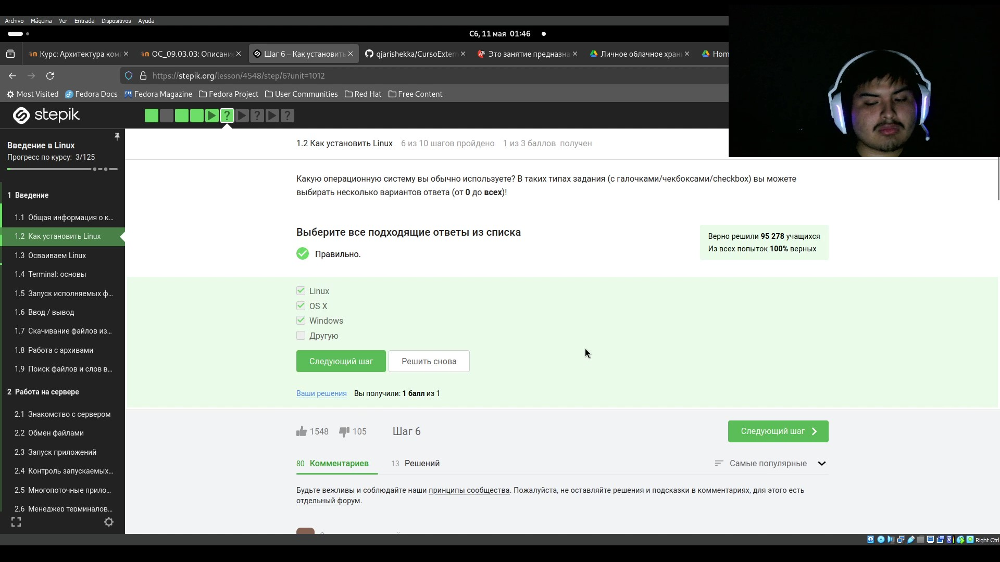 Archivo Máquina Ver Entrada Dispositivos Ayuda
Сб, 11 мая 01:46
Курс: Архитектура комп
ОС_09.03.03: Описание
Шаг 6 – Как установить
qjarishekka/CursoExtern
Это занятие предназна
Личное облачное хран
Hom
https://stepik.org/lesson/4548/step/6?unit=1012
Most Visited Fedora Docs Fedora Magazine Fedora Project User Communities Red Hat Free Content
stepik
Введение в Linux
Прогресс по курсу: 3/125
1 Введение
1.1 Общая информация о к...
1.2 Как установить Linux
1.3 Осваиваем Linux
1.4 Terminal: основы
1.5 Запуск исполняемых ф...
1.6 Ввод / вывод
1.7 Скачивание файлов из...
1.8 Работа с архивами
1.9 Поиск файлов и слов в...
2 Работа на сервере
2.1 Знакомство с сервером
2.2 Обмен файлами
2.3 Запуск приложений
2.4 Контроль запускаемых...
2.5 Многопоточные прило...
2.6 Менеджер терминалов...
1.2 Как установить Linux 6 из 10 шагов пройдено 1 из 3 баллов получен
Какую операционную систему вы обычно используете? В таких типах задания (с галочками/чекбоксами/checkbox) вы можете
выбирать несколько вариантов ответа (от 0 до всех)!
Выберите все подходящие ответы из списка
Правильно.
Верно решили 95 278 учащихся
Из всех попыток 100% верных
Linux
OS X
Windows
Другую
Следующий шаг Решить снова
Ваши решения Вы получили: 1 балл из 1
1548 105 Шаг 6
Следующий шаг
80 Комментариев 13 Решений
Самые популярные
Будьте вежливы и соблюдайте наши принципы сообщества. Пожалуйста, не оставляйте решения и подсказки в комментариях, для этого есть
отдельный форум.
Right Ctrl